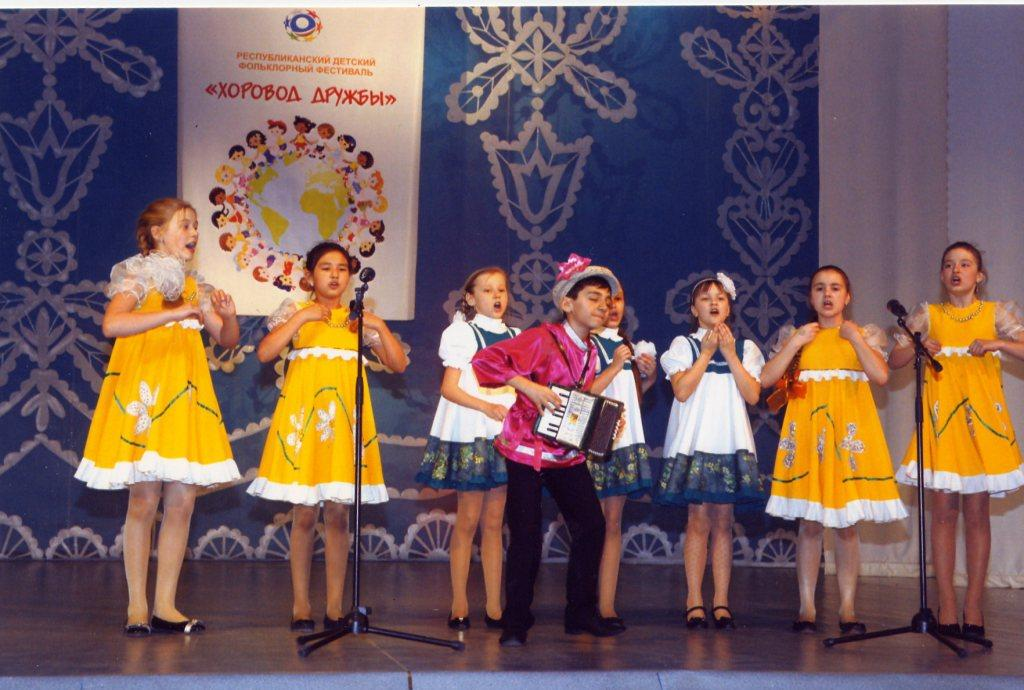 РЕСПУБЛИКАНСКИЙ ДЕТСКИЙ
ФОЛЬКЛОРНЫЙ ФЕСТИВАЛЬ
«ХОРОВОД ДРУЖБЫ»